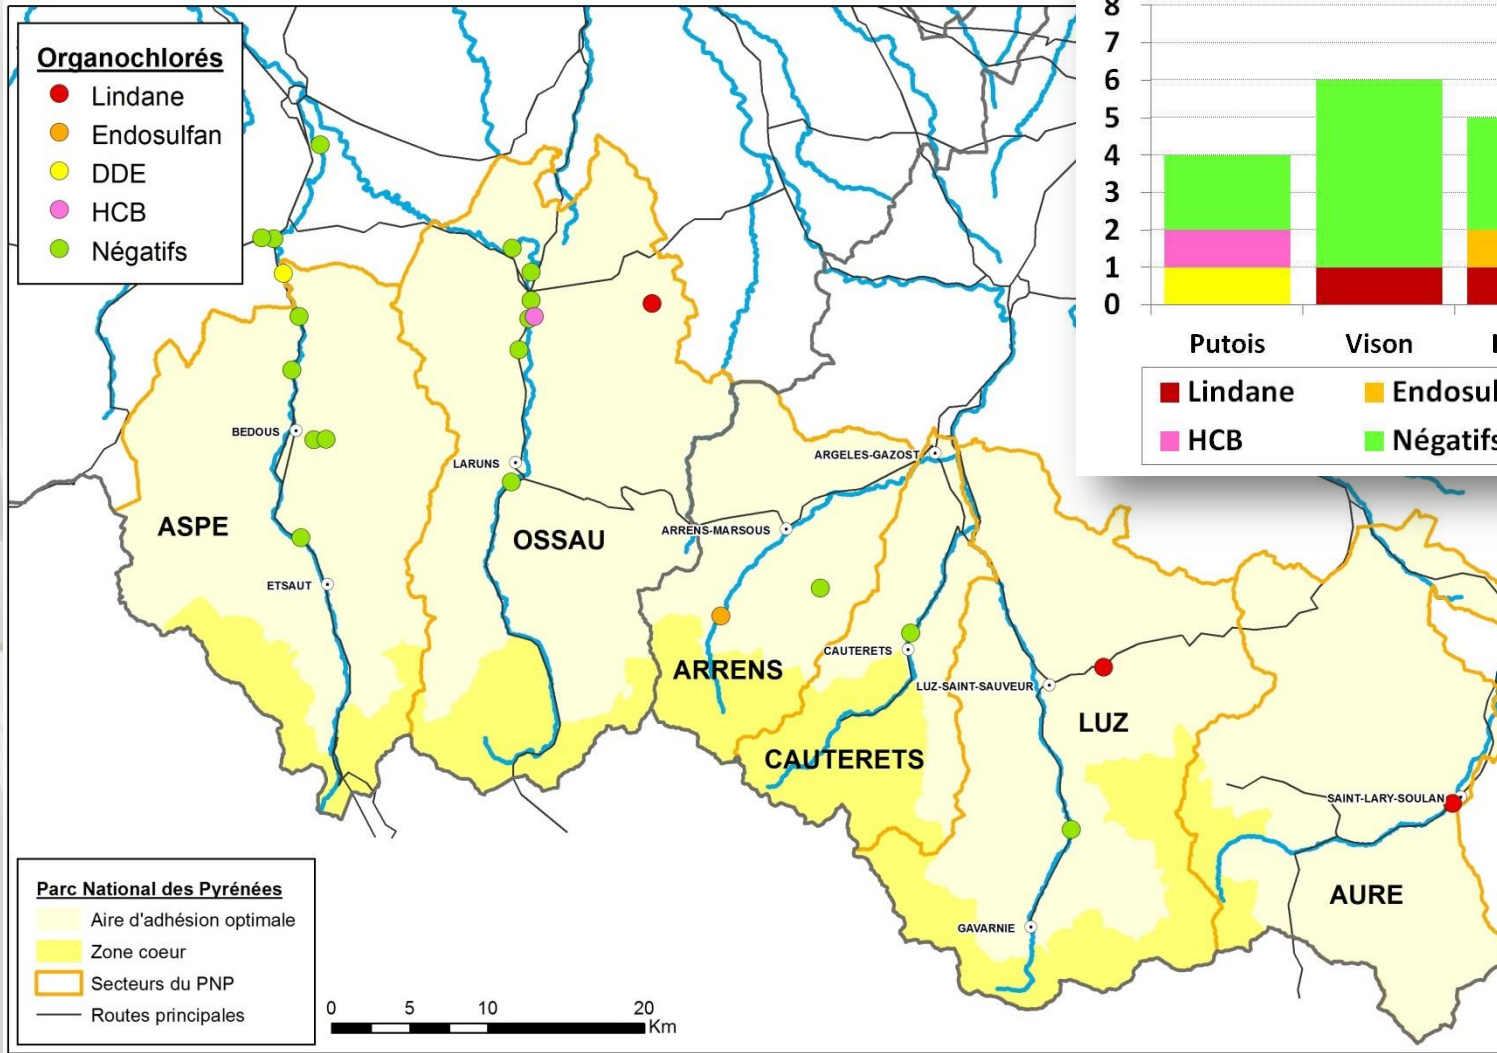 Organochlorés
Lindane
Endosulfan
DDE
HCB
Négatifs
8
7
6
5
4
3
2
1
0
Putois Vison
Lindane
HCB Négatifs
BEDOUS
LARUNS
ARGELES-GAZOST
ASPE
OSSAU
ARRENS-MARSOUS
ETSAUT
ARRENS
CAUTERETS
LUZ-SAINT-SAUVEUR
LUZ
CAUTERETS
SAINT-LARY-SOULAN
AURE
GAVARNIE
Parc National des Pyrénées
Aire d'adhésion optimale
Zone coeur
Secteurs du PNP
Routes principales
0 5 10 20
Km